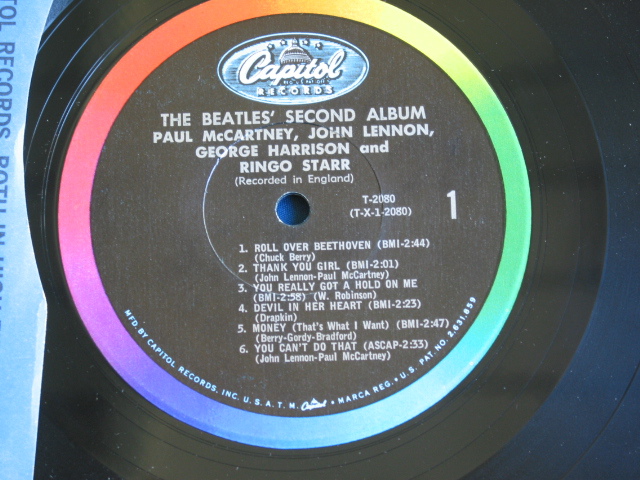 Capitol
RECORDS
THE BEATLES' SECOND ALBUM
PAUL McCARTNEY, JOHN LENNON,
GEORGE HARRISON and
RINGO STARR
(Recorded in England)
T-2080
(T-X-1-2080)
1
1. ROLL OVER BEETHOVEN (BMI-2:44)
(Chuck Berry)
2. THANK YOU GIRL (BMI-2:01)
(John Lennon-Paul McCartney)
3. YOU REALLY GOT A HOLD ON ME
(BMI-2:58) (W. Robinson)
4. DEVIL IN HER HEART (BMI-2:23)
(Drapkin)
5. MONEY (That's What I Want) (BMI-2:47)
(Berry-Gordy-Bradford)
6. YOU CAN'T DO THAT (ASCAP-2:33)
(John Lennon-Paul McCartney)
MFD. BY CAPITOL RECORDS, INC. U.S.A. T.M. Capitol • MARCA REG. • U.S. PAT. NO. 2,631,859
TOL RECORDS, BOTH IN HIGH